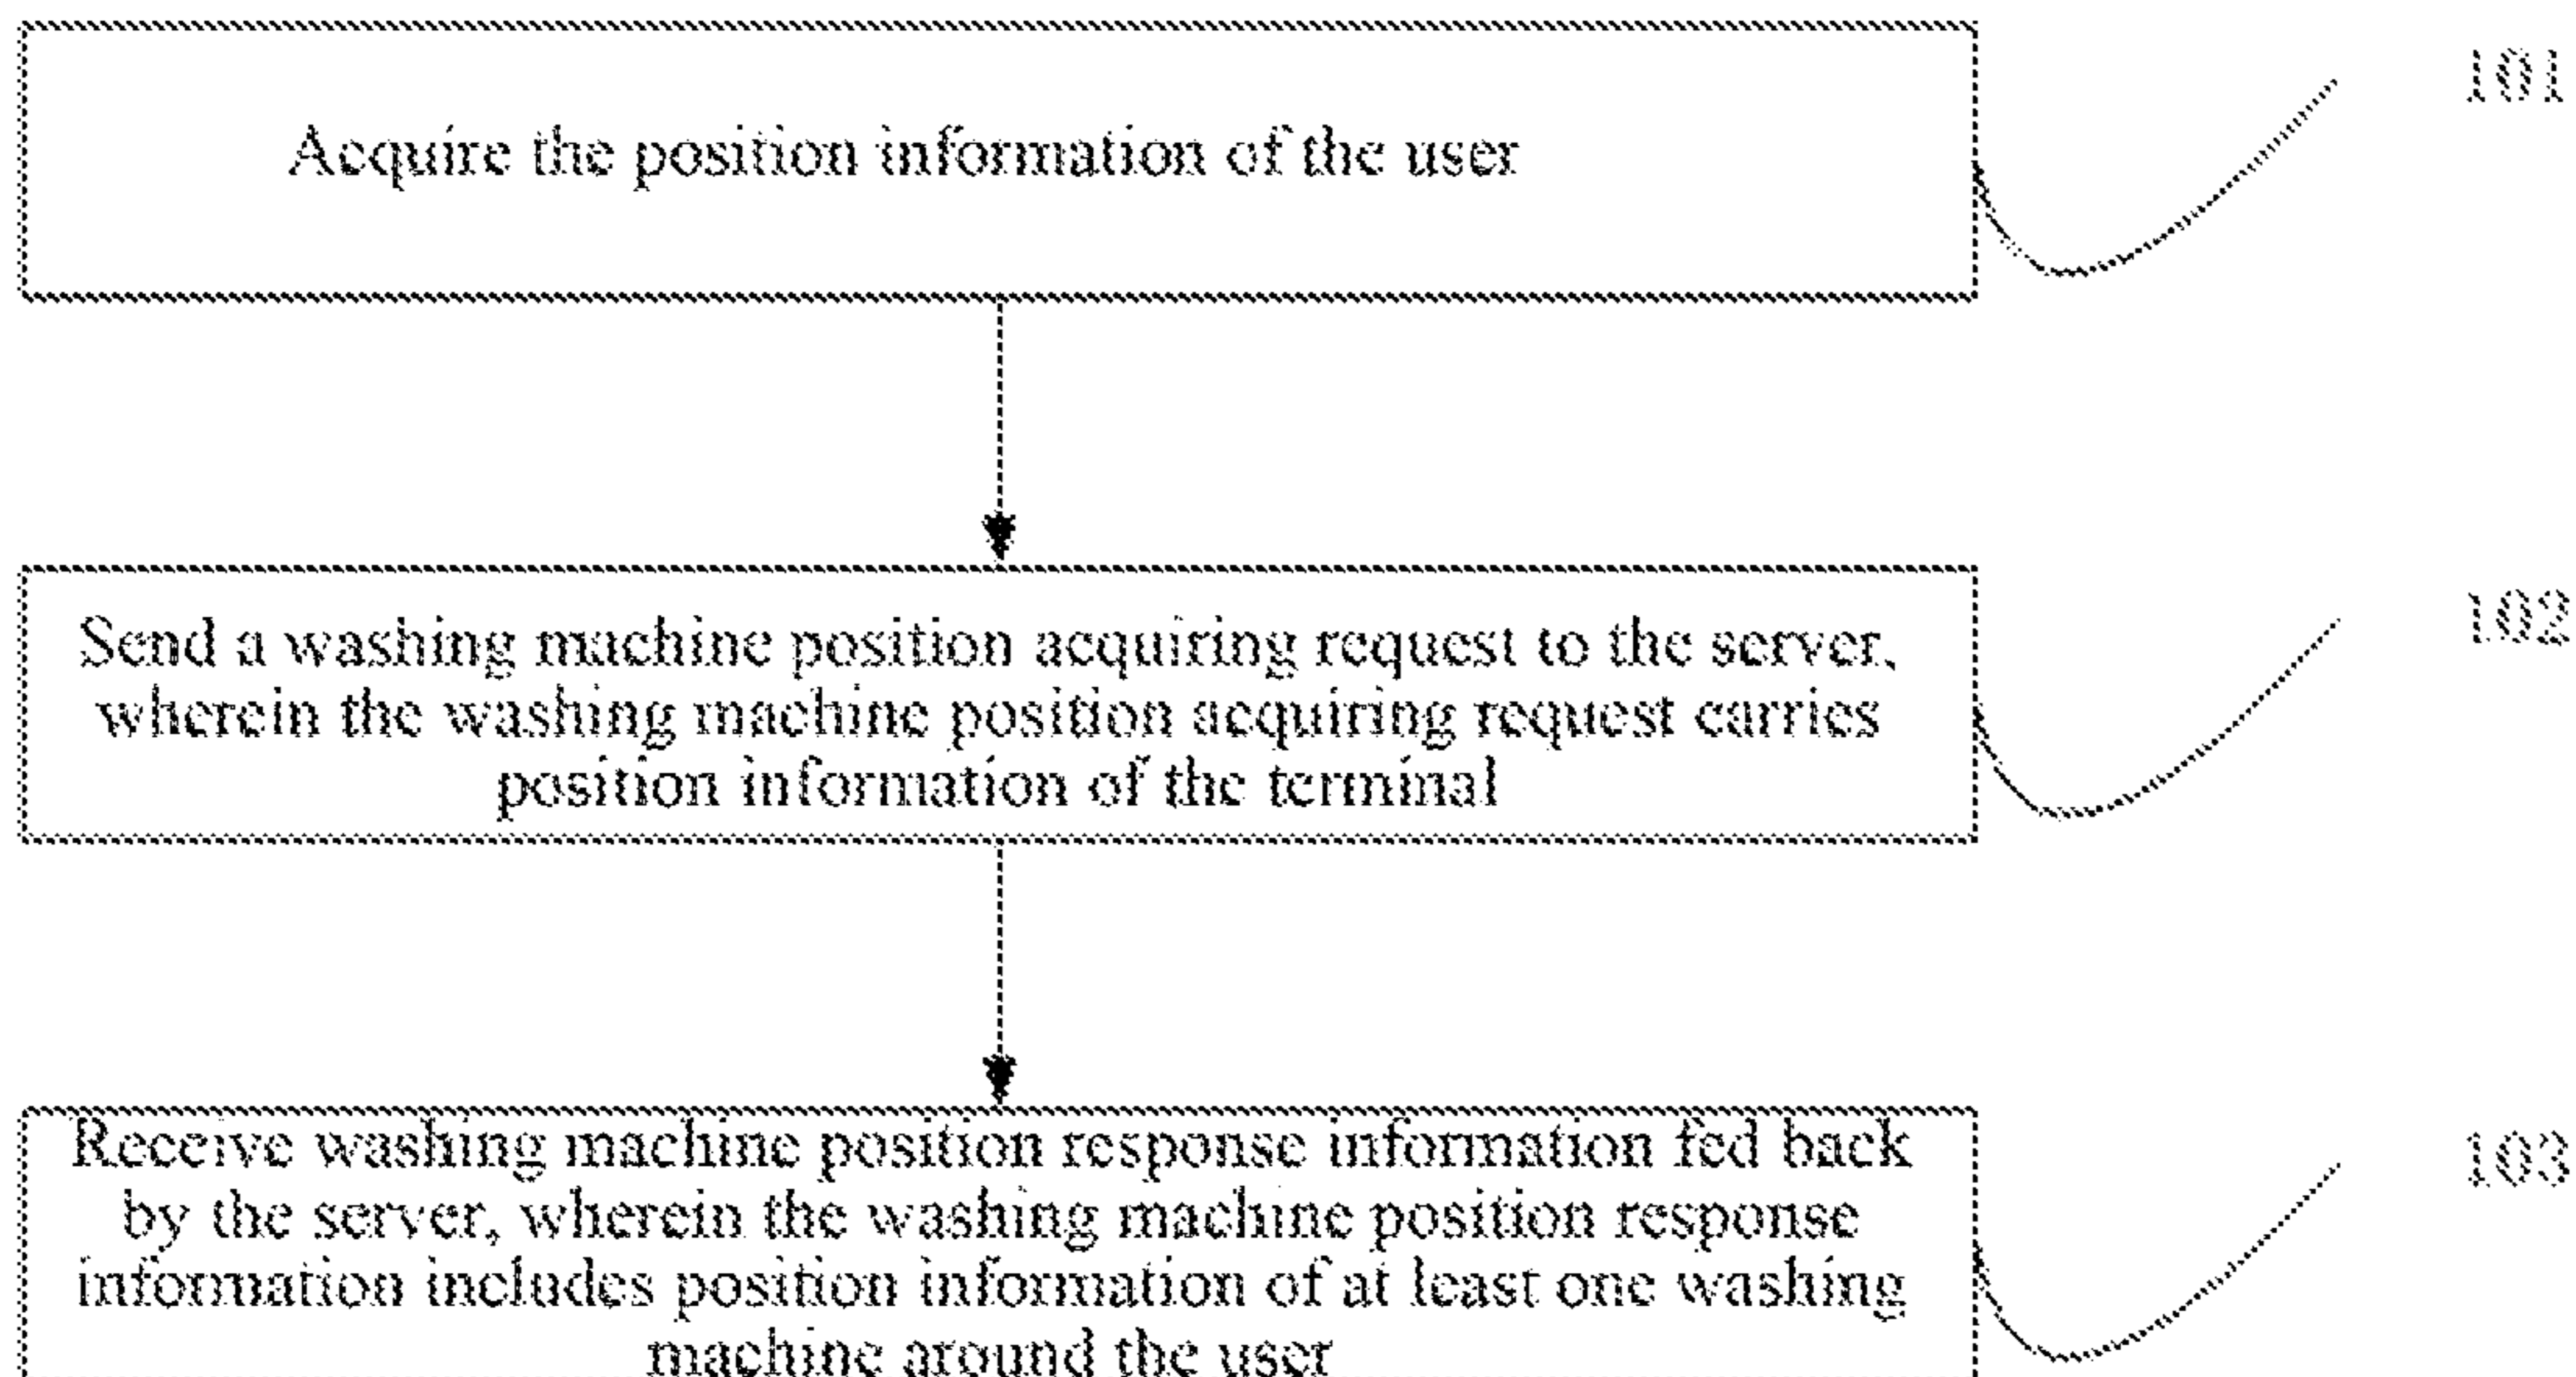 Acquire the position information of the user
101
Send a washing machine position acquiring request to the server,
wherein the washing machine position acquiring request carries
position information of the terminal
102
Receive washing machine position response information fed back
by the server, wherein the washing machine position response
information includes position information of at least one washing
machine around the user
103